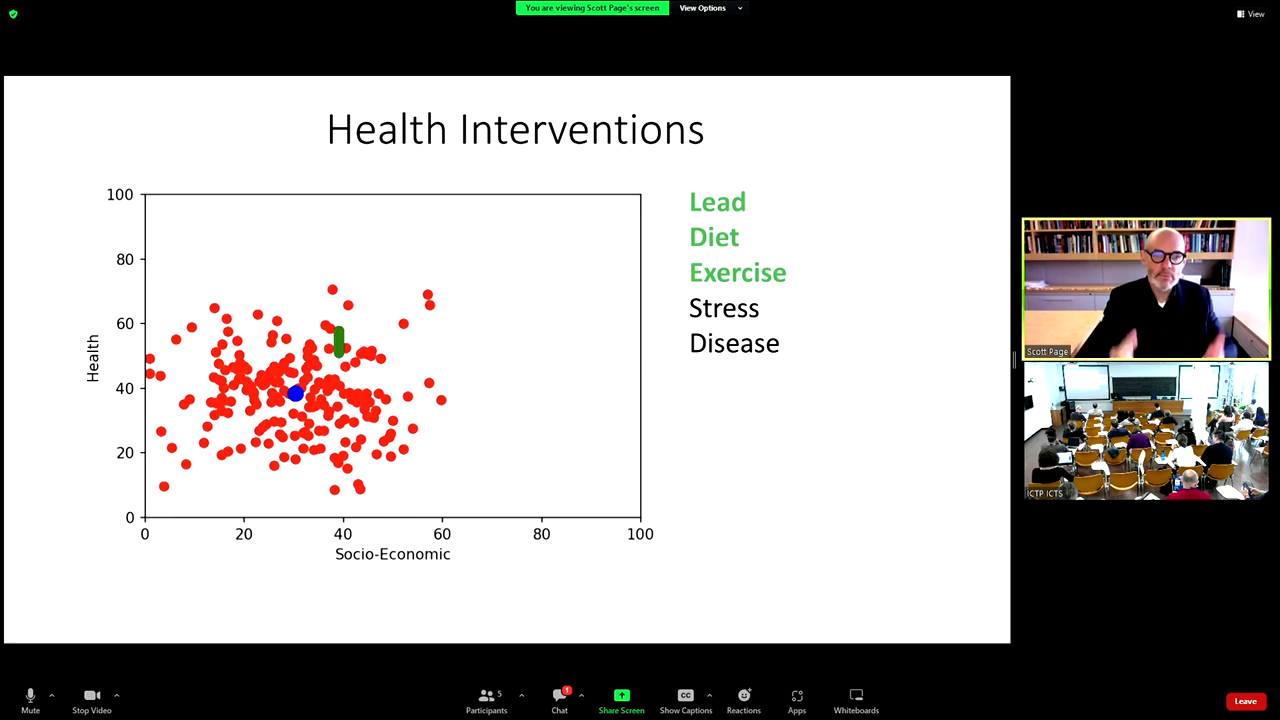 You are viewing Scott Page's screen
View Options
View
Health Interventions
100
80
60
40
20
0
Health
0 20 40 60 80 100
Socio-Economic
Lead
Diet
Exercise
Stress
Disease
Scott Page
ICTP ICTS
Mute
Stop Video
5
Participants
1
Chat
Share Screen
CC
Show Captions
Reactions
Apps
Whiteboards
Leave